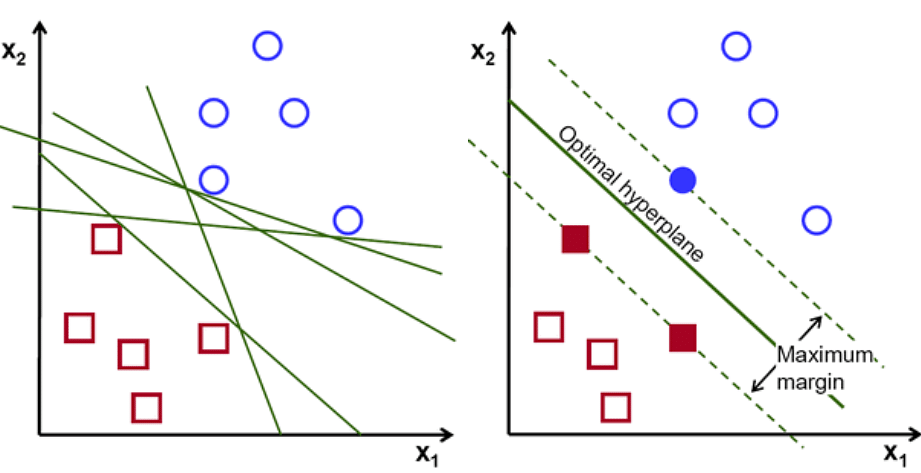 x₂
x₁
x₂
Optimal hyperplane
Maximum
margin
x₁